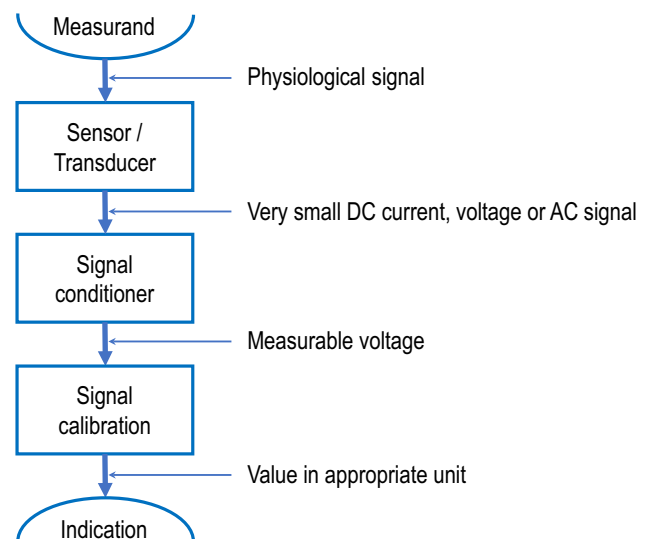 Measurand
Physiological signal
Sensor /
Transducer
Very small DC current, voltage or AC signal
Signal
conditioner
Measurable voltage
Signal
calibration
Value in appropriate unit
Indication